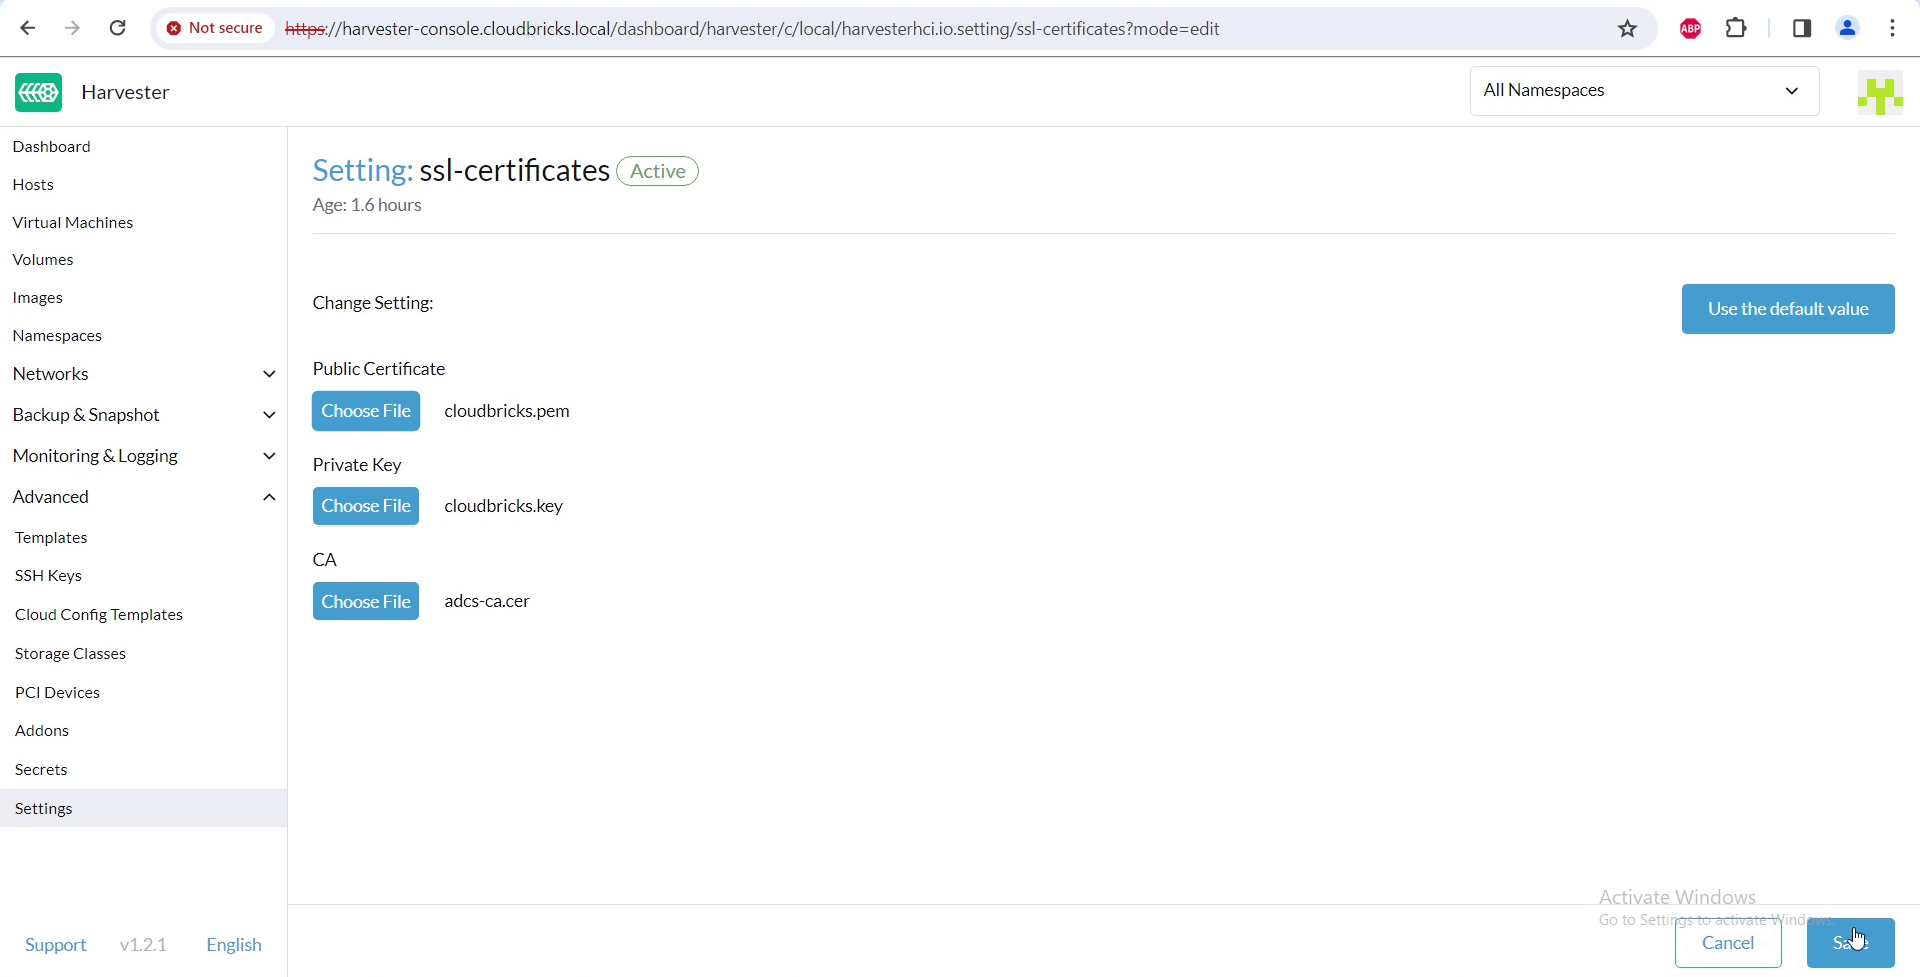 Not secure https://harvester-console.cloudbricks.local/dashboard/harvester/c/local/harvesterhci.io.setting/ssl-certificates?mode=edit
ABP
Harvester
All Namespaces
Dashboard
Hosts
Virtual Machines
Volumes
Images
Namespaces
Networks
Backup & Snapshot
Monitoring & Logging
Advanced
Templates
SSH Keys
Cloud Config Templates
Storage Classes
PCI Devices
Addons
Secrets
Settings
Support v1.2.1 English
Setting: ssl-certificates Active
Age: 1.6 hours
Change Setting:
Use the default value
Public Certificate
Choose File cloudbricks.pem
Private Key
Choose File cloudbricks.key
CA
Choose File adcs-ca.cer
Activate Windows
Go to Settings to activate Windows.
Cancel Save